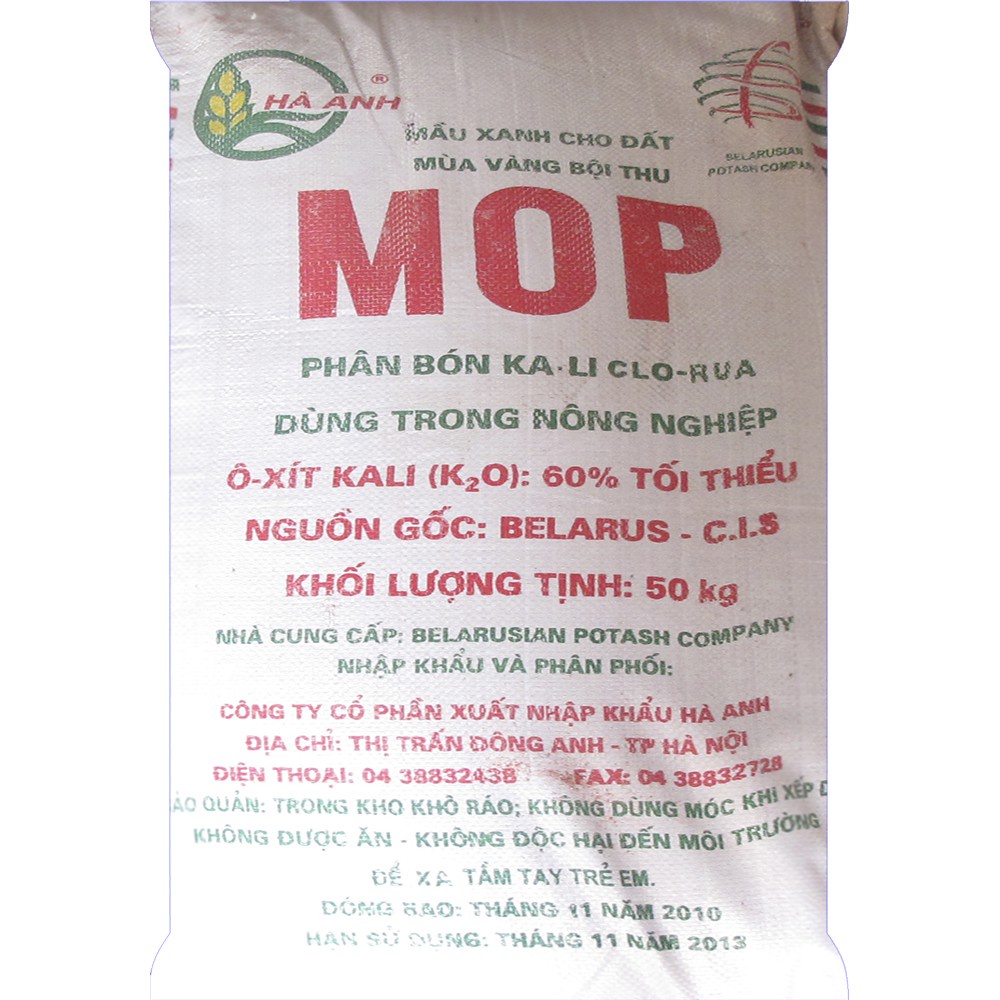 HÀ ANH ®
MẦU XANH CHO ĐẤT
MÙA VÀNG BỘI THU
BELARUSIAN
POTASH COMPANY
MOP
PHÂN BÓN KA-LI CLO-RUA
DÙNG TRONG NÔNG NGHIỆP
Ô-XÍT KALI (K₂O): 60% TỐI THIỂU
NGUỒN GỐC: BELARUS - C.I.S
KHỐI LƯỢNG TỊNH: 50 kg
NHÀ CUNG CẤP: BELARUSIAN POTASH COMPANY
NHẬP KHẨU VÀ PHÂN PHỐI:
CÔNG TY CỔ PHẦN XUẤT NHẬP KHẨU HÀ ANH
ĐỊA CHỈ: THỊ TRẤN ĐÔNG ANH - TP HÀ NỘI
ĐIỆN THOẠI: 04 38832438 FAX: 04 38832728
ẢO QUẢN: TRONG KHO KHÔ RÁO; KHÔNG DÙNG MÓC KHI XẾP
KHÔNG ĐƯỢC ĂN - KHÔNG ĐỘC HẠI ĐẾN MÔI TRƯỜNG
ĐỂ XA TẦM TAY TRẺ EM.
ĐÓNG BAO: THÁNG 11 NĂM 2010
HẠN SỬ DỤNG: THÁNG 11 NĂM 2013